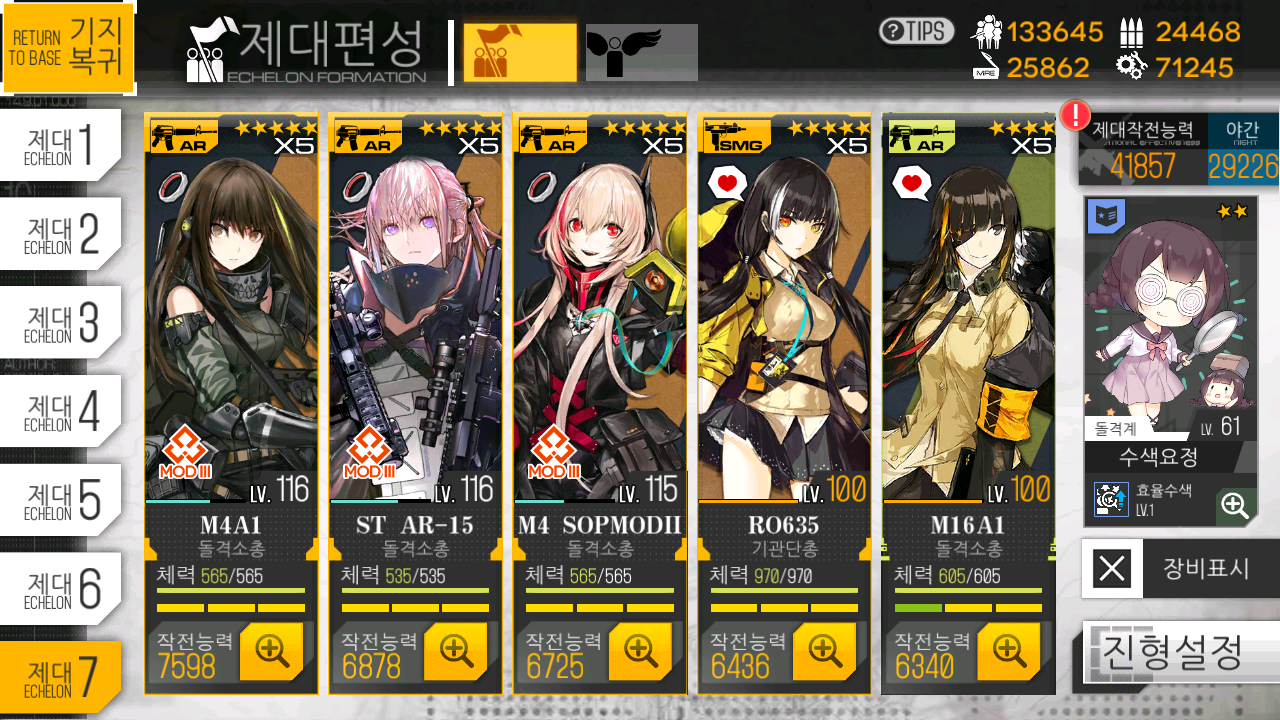 RETURN
TO BASE
기지
복귀
제대편성
ECHELON FORMATION
? TIPS
133645
24468
MRE
25862
71245
제대
ECHELON
1
제대
ECHELON
2
제대
ECHELON
3
제대
ECHELON
4
제대
ECHELON
5
제대
ECHELON
6
제대
ECHELON
7
AUTHOR:
AR
X5
MOD III
LV. 116
M4A1
돌격소총
체력 565/565
작전능력
7598
AR
X5
MOD III
LV. 116
ST AR-15
돌격소총
체력 535/535
작전능력
6878
AR
X5
MOD III
LV. 115
M4 SOPMODII
돌격소총
체력 565/565
작전능력
6725
SMG
X5
LV. 100
RO635
기관단총
체력 970/970
작전능력
6436
AR
X5
LV. 100
M16A1
돌격소총
체력 605/605
작전능력
6340
!
제대작전능력
41857
야간
NIGHT
29226
돌격계
LV. 61
수색요정
효율수색
LV.1
장비표시
진형설정